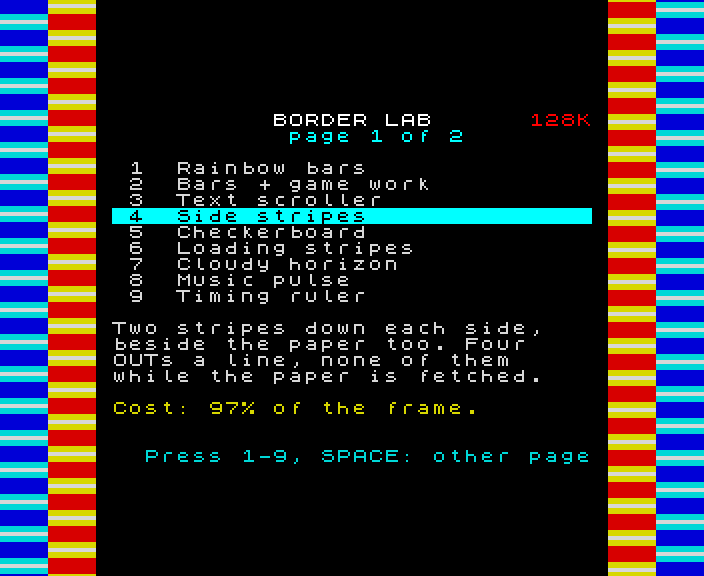 BORDER LAB 128K
page 1 of 2
1 Rainbow bars
2 Bars + game work
3 Text scroller
4 Side stripes
5 Checkerboard
6 Loading stripes
7 Cloudy horizon
8 Music pulse
9 Timing ruler
Two stripes down each side,
beside the paper too. Four
OUTs a line, none of them
while the paper is fetched.
Cost: 97% of the frame.
Press 1-9, SPACE: other page